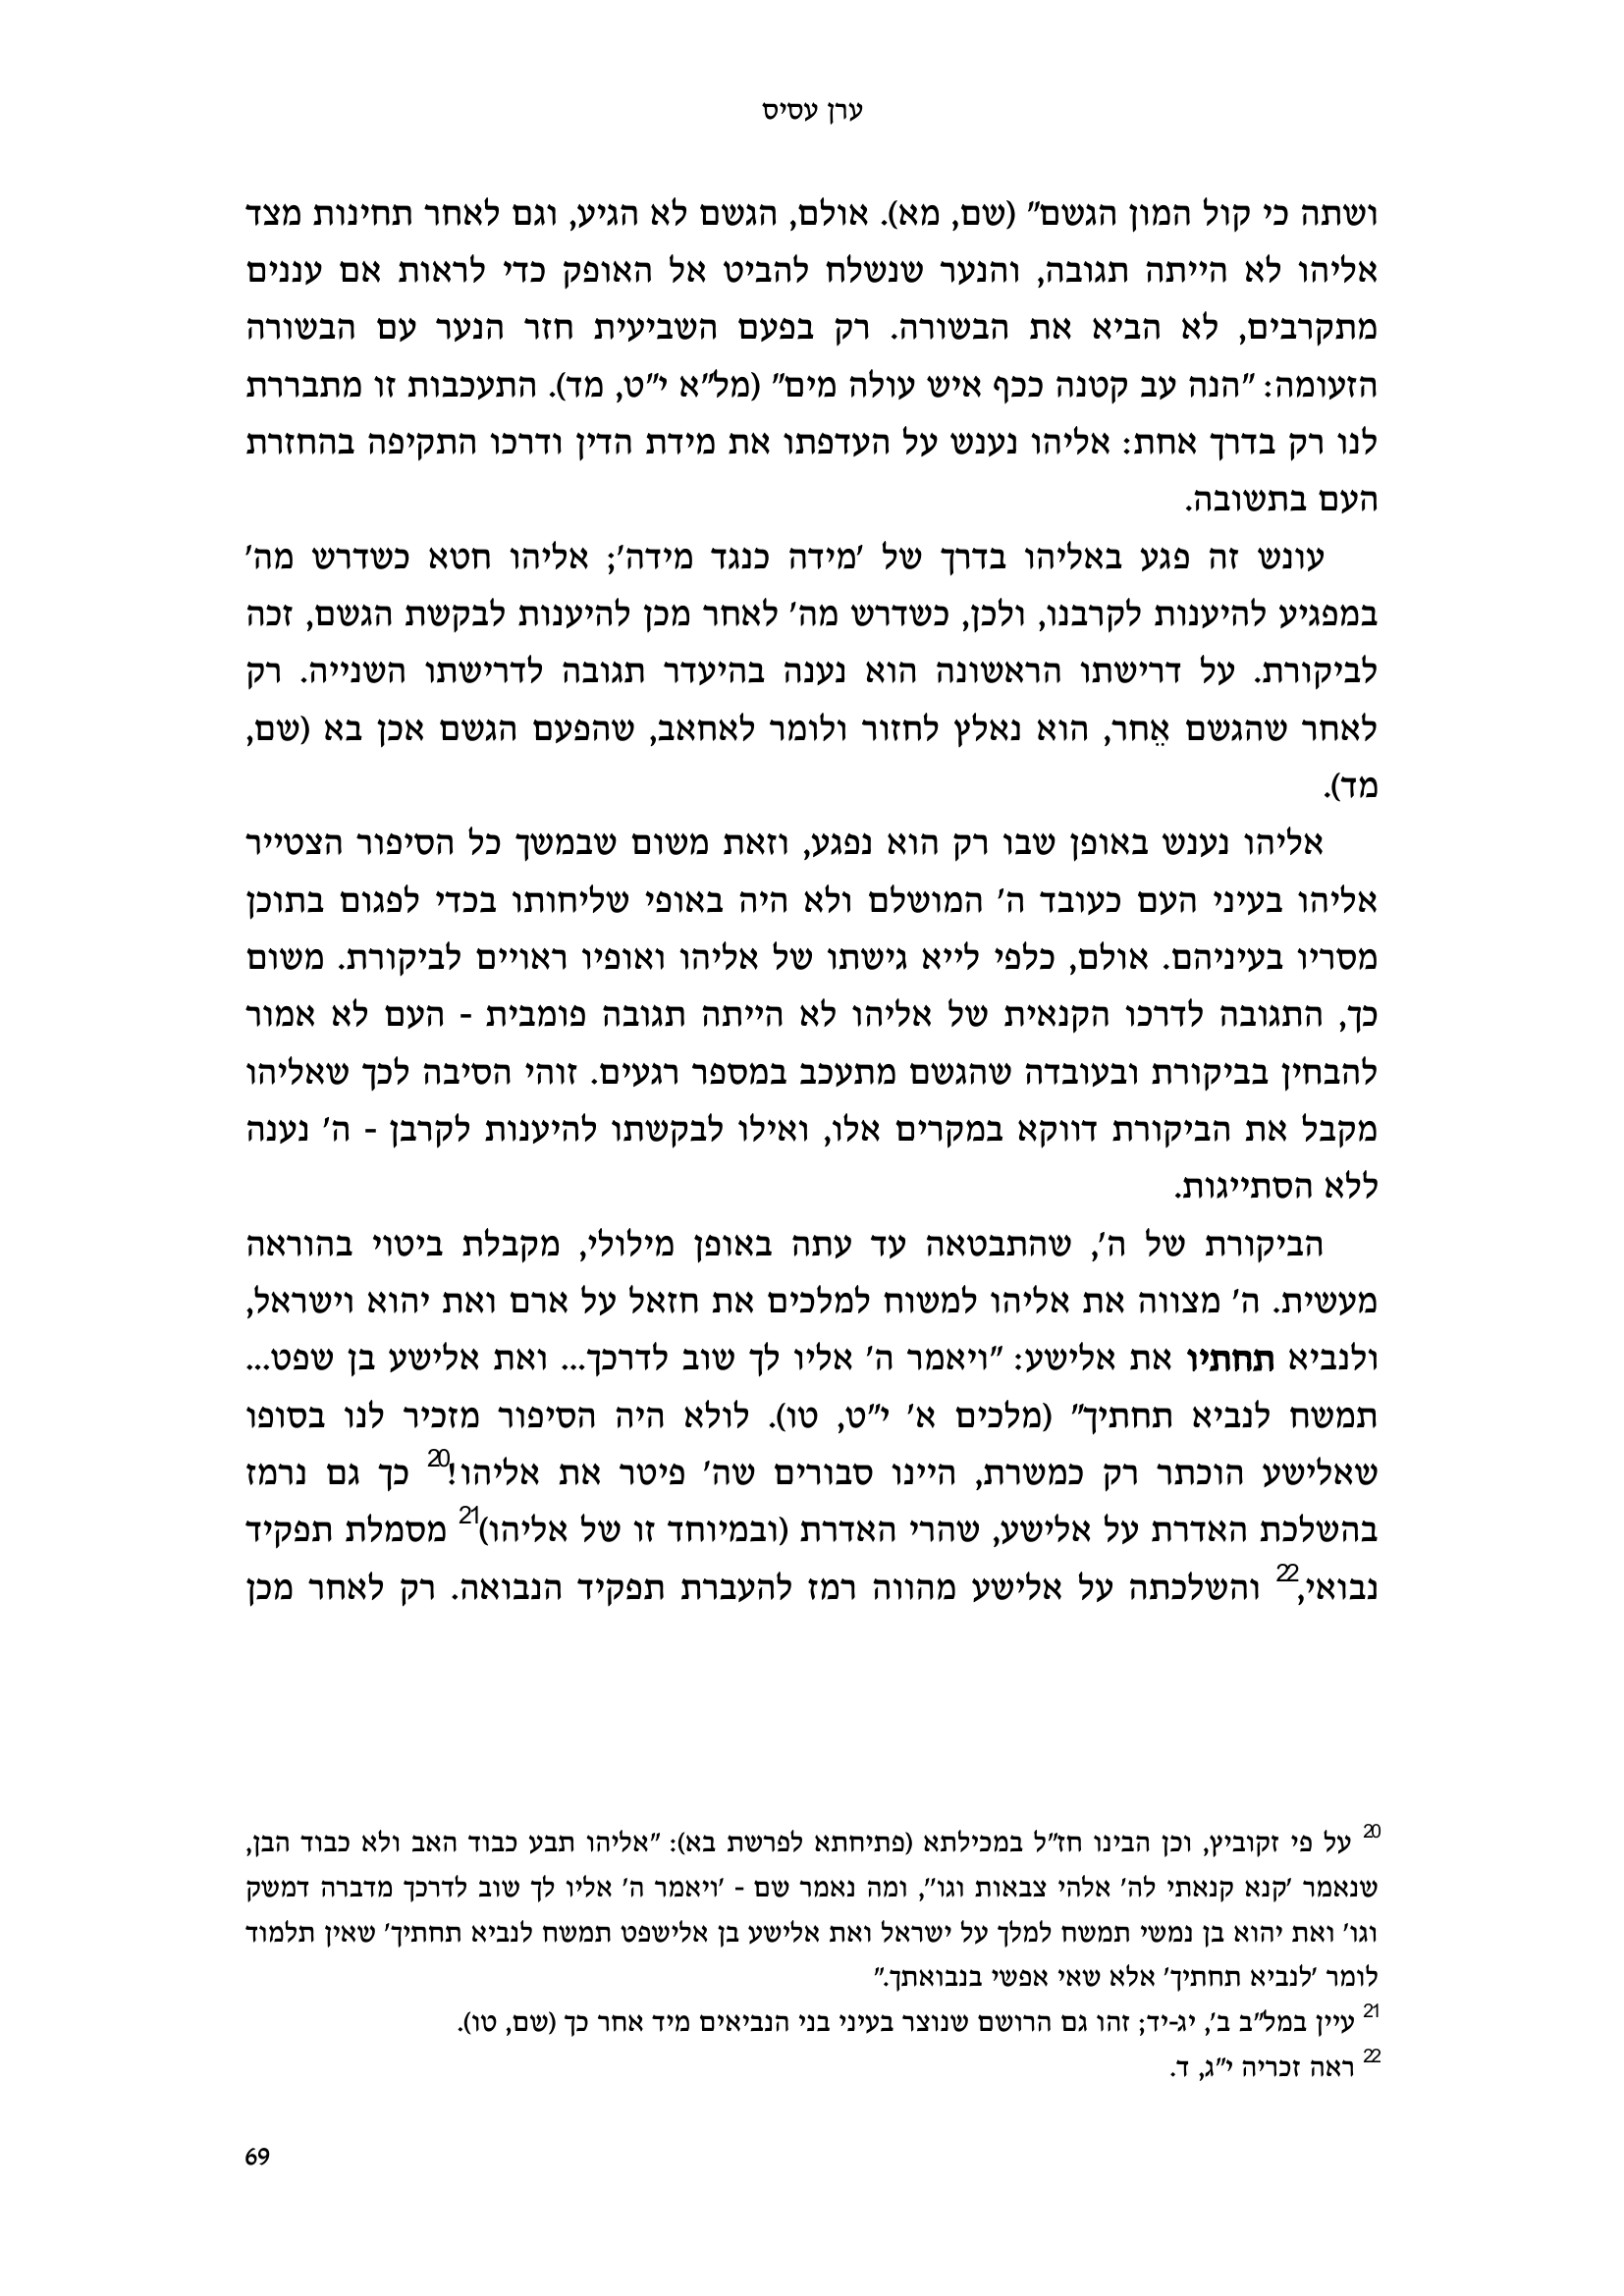 ערן עסיס
ושתה כי קול המון הגשם" (שם, מא). אולם, הגשם לא הגיע, וגם לאחר תחינות מצד
אליהו לא הייתה תגובה, והנער שנשלח להביט אל האופק כדי לראות אם עננים
מתקרבים, לא הביא את הבשורה. רק בפעם השביעית חזר הנער עם הבשורה
הזעומה: "הנה עב קטנה ככף איש עולה מים" (מל"א י"ט, מד). התעכבות זו מתבררת
לנו רק בדרך אחת: אליהו נענש על העדפתו את מידת הדין ודרכו התקיפה בהחזרת
העם בתשובה.
עונש זה פגע באליהו בדרך של 'מידה כנגד מידה'; אליהו חטא כשדרש מה'
במפגיע להיענות לקרבנו, ולכן, כשדרש מה' לאחר מכן להיענות לבקשת הגשם, זכה
לביקורת. על דרישתו הראשונה הוא נענה בהיעדר תגובה לדרישתו השנייה. רק
לאחר שהגשם אֵחר, הוא נאלץ לחזור ולומר לאחאב, שהפעם הגשם אכן בא (שם,
מד).
אליהו נענש באופן שבו רק הוא נפגע, וזאת משום שבמשך כל הסיפור הצטייר
אליהו בעיני העם כעובד ה' המושלם ולא היה באופי שליחותו בכדי לפגום בתוכן
מסריו בעיניהם. אולם, כלפי לייא גישתו של אליהו ואופיו ראויים לביקורת. משום
כך, התגובה לדרכו הקנאית של אליהו לא הייתה תגובה פומבית - העם לא אמור
להבחין בביקורת ובעובדה שהגשם מתעכב במספר רגעים. זוהי הסיבה לכך שאליהו
מקבל את הביקורת דווקא במקרים אלו, ואילו לבקשתו להיענות לקרבן - ה' נענה
ללא הסתייגות.
הביקורת של ה', שהתבטאה עד עתה באופן מילולי, מקבלת ביטוי בהוראה
מעשית. ה' מצווה את אליהו למשוח למלכים את חזאל על ארם ואת יהוא וישראל,
ולנביא תחתיו את אלישע: "ויאמר ה' אליו לך שוב לדרכך... ואת אלישע בן שפט...
תמשח לנביא תחתיך" (מלכים א' י"ט, טו). לולא היה הסיפור מזכיר לנו בסופו
שאלישע הוכתר רק כמשרת, היינו סבורים שה' פיטר את אליהו!20 כך גם נרמז
בהשלכת האדרת על אלישע, שהרי האדרת (ובמיוחד זו של אליהו)21 מסמלת תפקיד
נבואי,22 והשלכתה על אלישע מהווה רמז להעברת תפקיד הנבואה. רק לאחר מכן
20 על פי זקוביץ, וכן הבינו חז"ל במכילתא (פתיחתא לפרשת בא): "אליהו תבע כבוד האב ולא כבוד הבן,
שנאמר 'קנא קנאתי לה' אלהי צבאות וגו'', ומה נאמר שם - 'ויאמר ה' אליו לך שוב לדרכך מדברה דמשק
וגו' ואת יהוא בן נמשי תמשח למלך על ישראל ואת אלישע בן אלישפט תמשח לנביא תחתיך' שאין תלמוד
לומר 'לנביא תחתיך' אלא שאי אפשי בנבואתך."
21 עיין במל"ב ב', יג-יד; זהו גם הרושם שנוצר בעיני בני הנביאים מיד אחר כך (שם, טו).
22 ראה זכריה י"ג, ד.
69